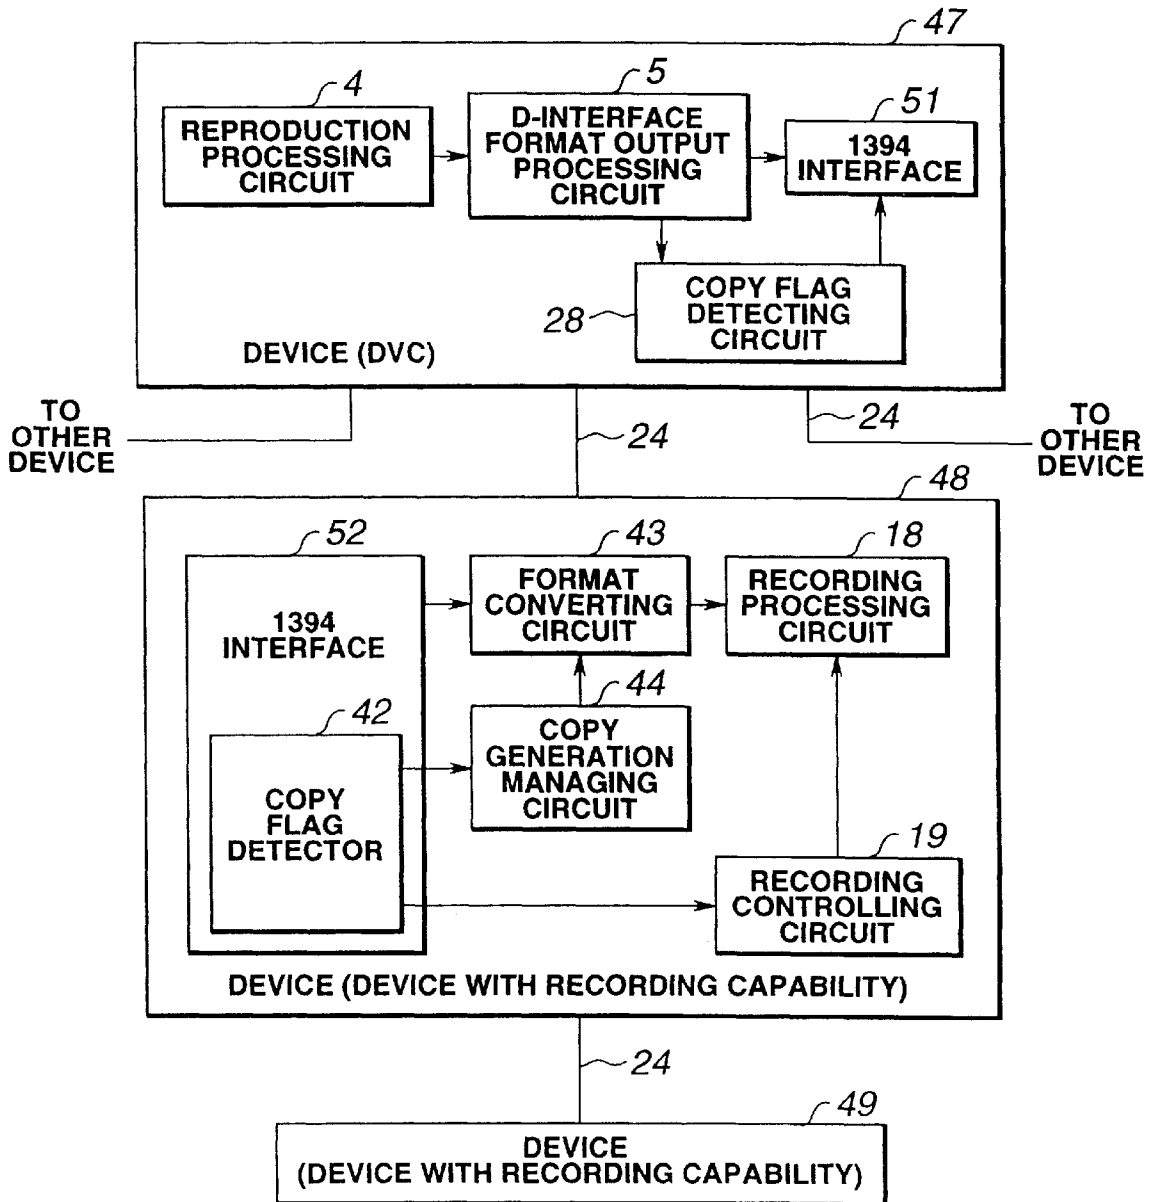 47
4
5
51
REPRODUCTION
PROCESSING
CIRCUIT
D-INTERFACE
FORMAT OUTPUT
PROCESSING
CIRCUIT
1394
INTERFACE
28
COPY FLAG
DETECTING
CIRCUIT
DEVICE (DVC)
TO
OTHER
DEVICE
24
24
TO
OTHER
DEVICE
48
52
43
18
1394
INTERFACE
FORMAT
CONVERTING
CIRCUIT
RECORDING
PROCESSING
CIRCUIT
42
44
COPY
FLAG
DETECTOR
COPY
GENERATION
MANAGING
CIRCUIT
19
RECORDING
CONTROLLING
CIRCUIT
DEVICE (DEVICE WITH RECORDING CAPABILITY)
24
49
DEVICE
(DEVICE WITH RECORDING CAPABILITY)